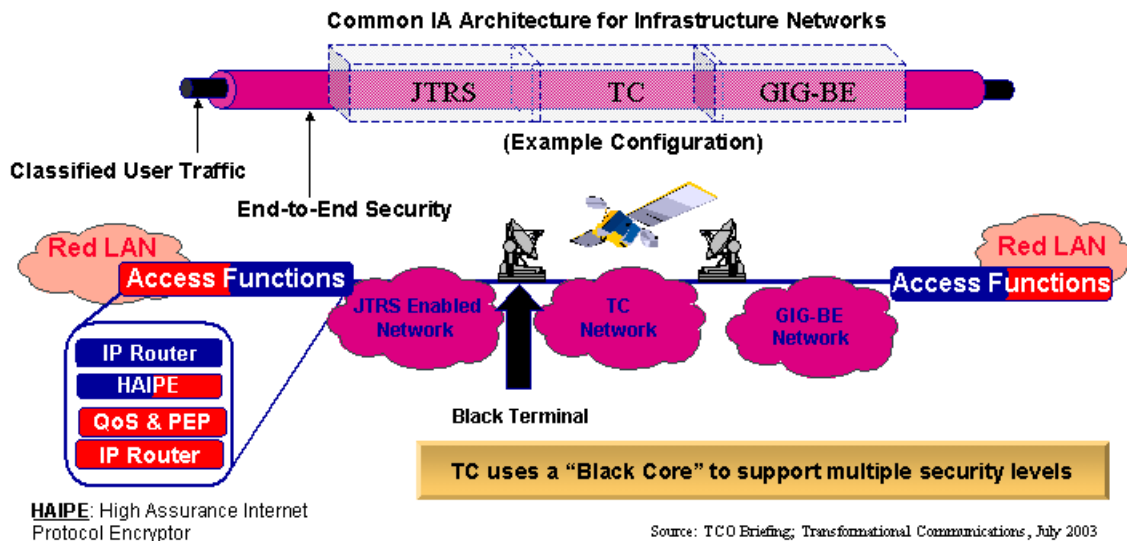 Common IA Architecture for Infrastructure Networks
JTRS
TC
GIG-BE
(Example Configuration)
Classified User Traffic
End-to-End Security
Red LAN
Access Functions
Red LAN
Access Functions
JTRS Enabled
Network
TC
Network
GIG-BE
Network
IP Router
HAIPE
QoS & PEP
IP Router
Black Terminal
TC uses a “Black Core” to support multiple security levels
HAIPE: High Assurance Internet
Protocol Encryptor
Source: TCO Briefing; Transformational Communications, July 2003